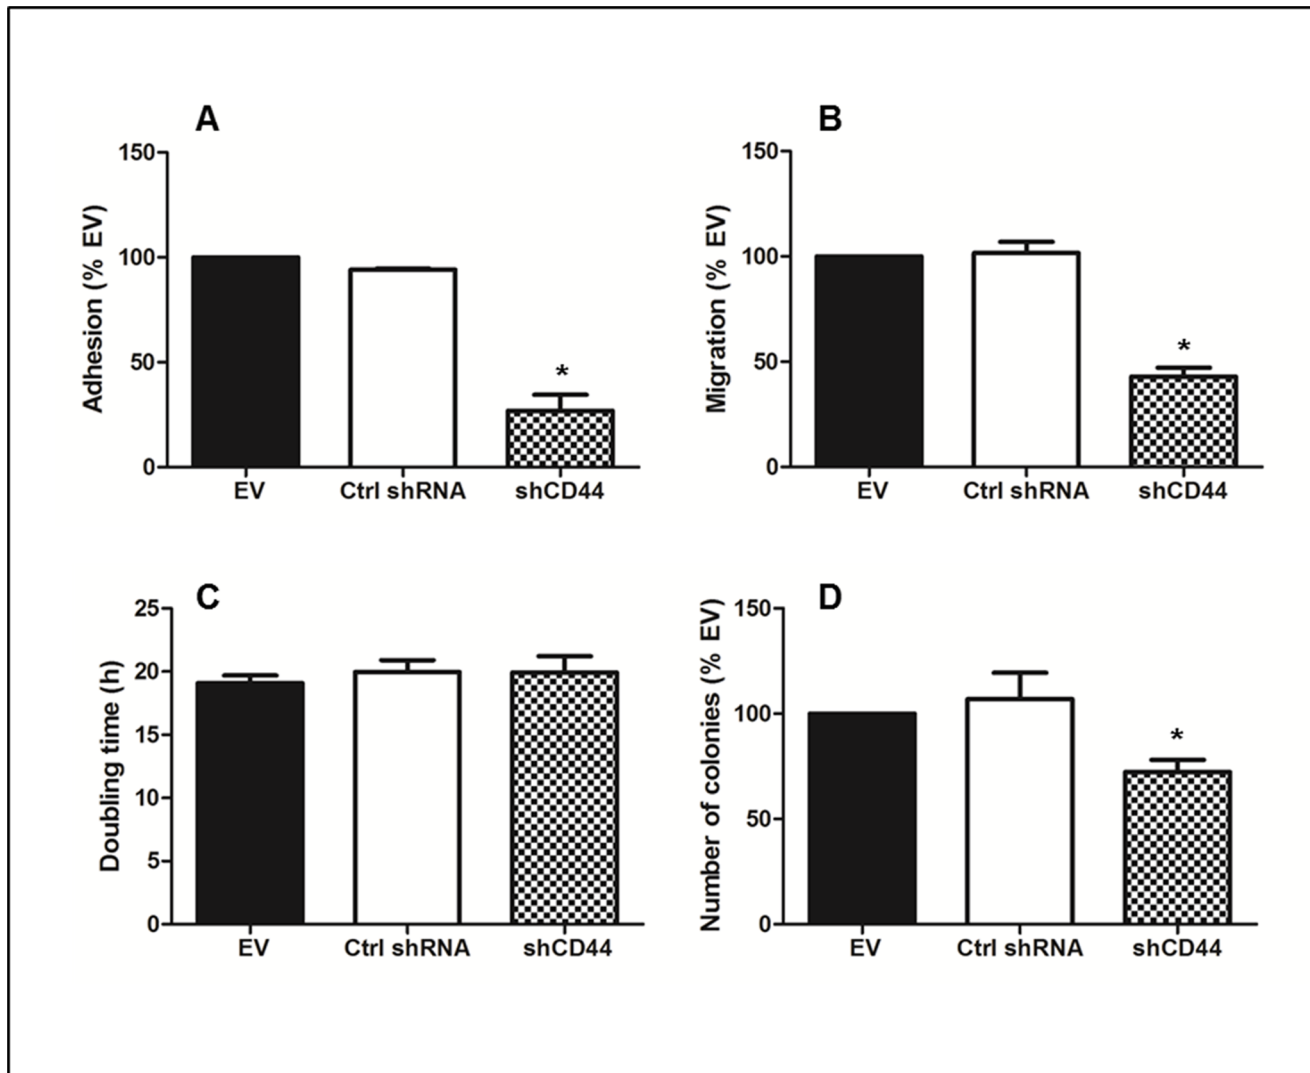 A
Adhesion (% EV)
150
100
50
0
*
EV Ctrl shRNA shCD44
B
Migration (% EV)
150
100
50
0
*
EV Ctrl shRNA shCD44
C
Doubling time (h)
25
20
15
10
5
0
EV Ctrl shRNA shCD44
D
Number of colonies (% EV)
150
100
50
0
*
EV Ctrl shRNA shCD44